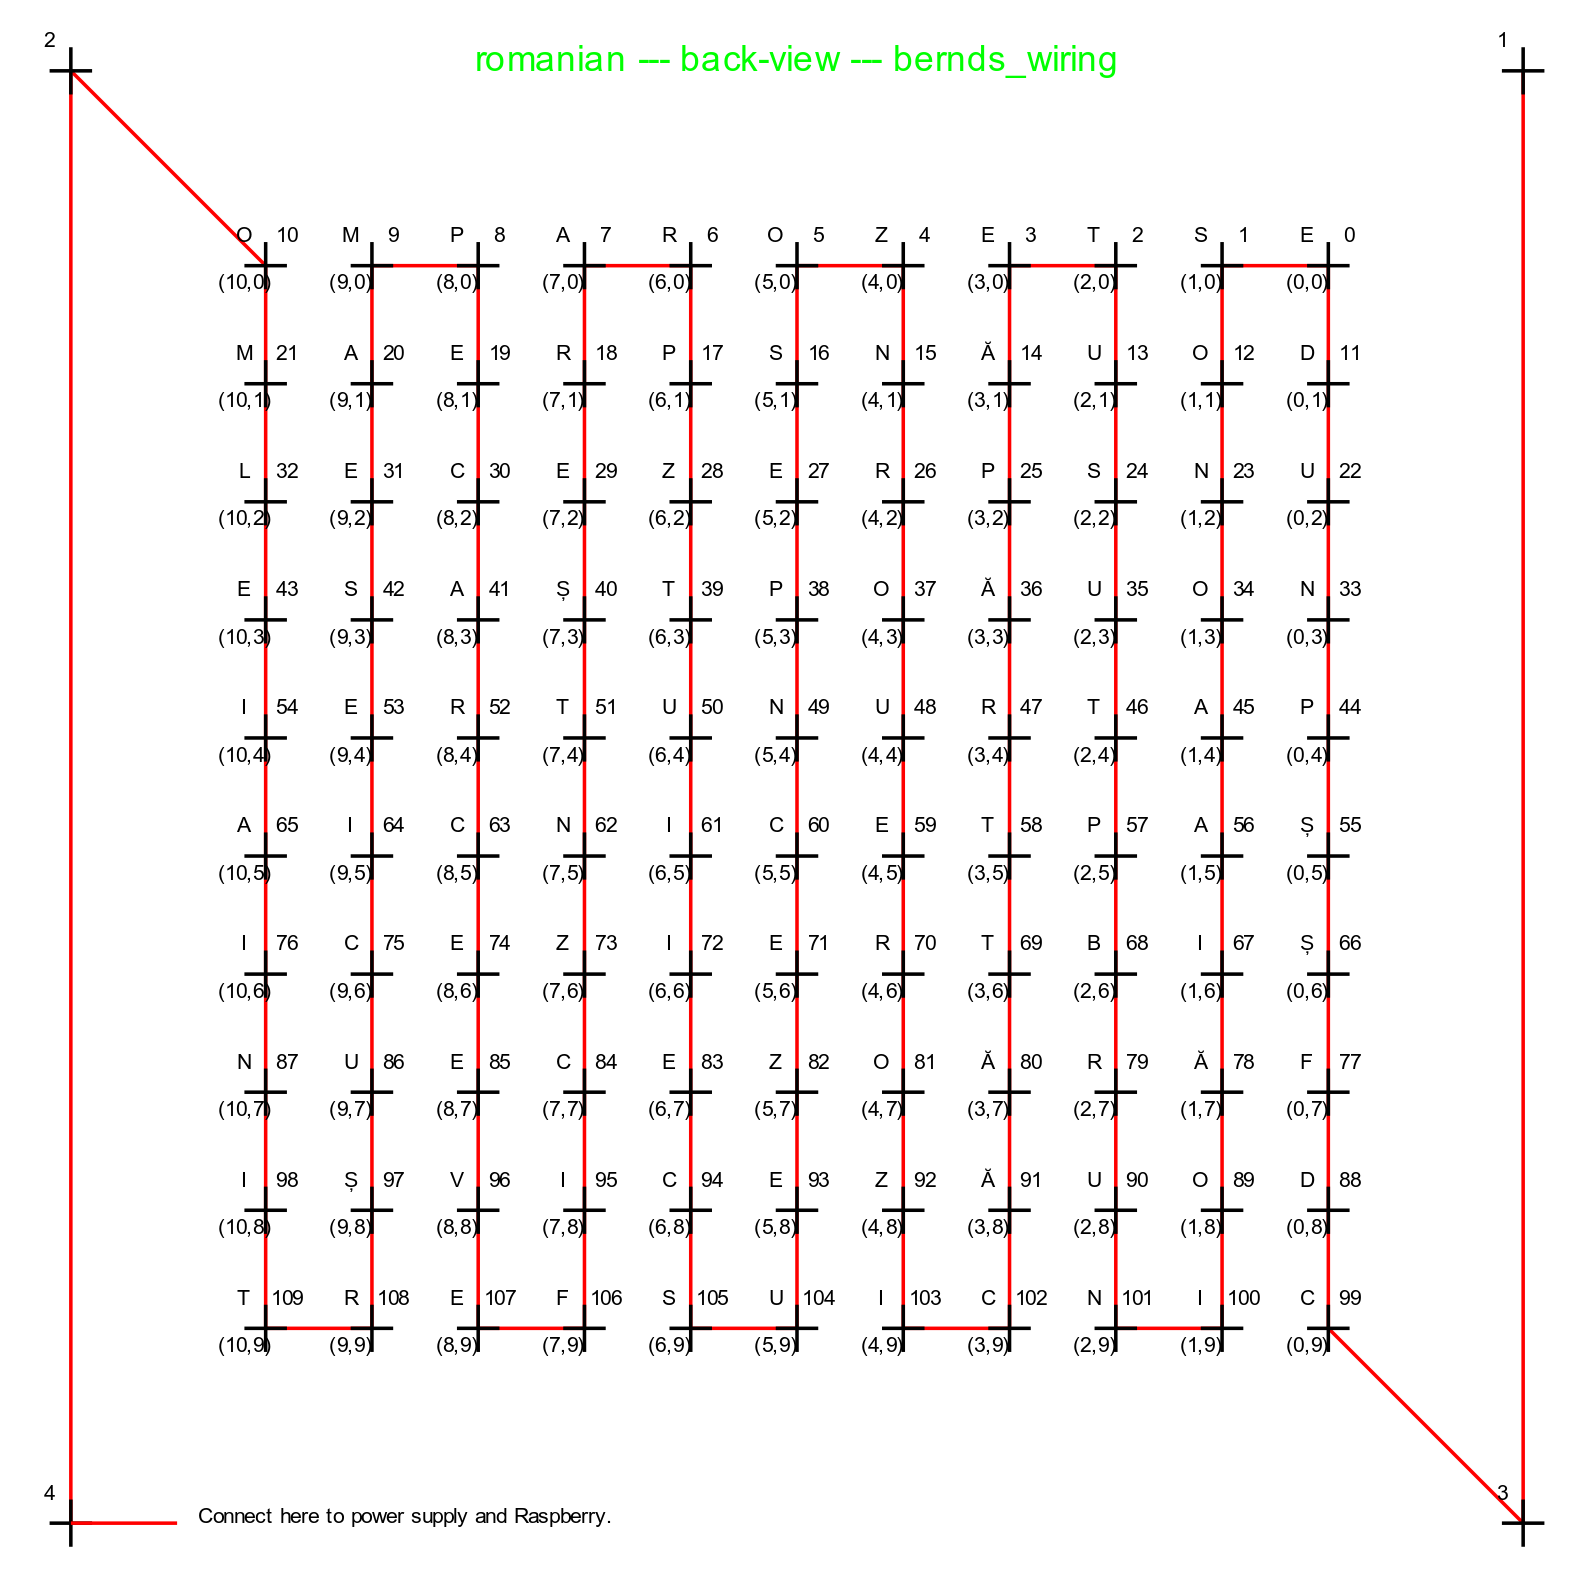 2 1
romanian --- back-view --- bernds_wiring
O 10 M 9 P 8 A 7 R 6 O 5 Z 4 E 3 T 2 S 1 E 0
(10,0) (9,0) (8,0) (7,0) (6,0) (5,0) (4,0) (3,0) (2,0) (1,0) (0,0)
M 21 A 20 E 19 R 18 P 17 S 16 N 15 Ă 14 U 13 O 12 D 11
(10,1) (9,1) (8,1) (7,1) (6,1) (5,1) (4,1) (3,1) (2,1) (1,1) (0,1)
L 32 E 31 C 30 E 29 Z 28 E 27 R 26 P 25 S 24 N 23 U 22
(10,2) (9,2) (8,2) (7,2) (6,2) (5,2) (4,2) (3,2) (2,2) (1,2) (0,2)
E 43 S 42 A 41 Ș 40 T 39 P 38 O 37 Ă 36 U 35 O 34 N 33
(10,3) (9,3) (8,3) (7,3) (6,3) (5,3) (4,3) (3,3) (2,3) (1,3) (0,3)
I 54 E 53 R 52 T 51 U 50 N 49 U 48 R 47 T 46 A 45 P 44
(10,4) (9,4) (8,4) (7,4) (6,4) (5,4) (4,4) (3,4) (2,4) (1,4) (0,4)
A 65 I 64 C 63 N 62 I 61 C 60 E 59 T 58 P 57 A 56 Ș 55
(10,5) (9,5) (8,5) (7,5) (6,5) (5,5) (4,5) (3,5) (2,5) (1,5) (0,5)
I 76 C 75 E 74 Z 73 I 72 E 71 R 70 T 69 B 68 I 67 Ș 66
(10,6) (9,6) (8,6) (7,6) (6,6) (5,6) (4,6) (3,6) (2,6) (1,6) (0,6)
N 87 U 86 E 85 C 84 E 83 Z 82 O 81 Ă 80 R 79 Ă 78 F 77
(10,7) (9,7) (8,7) (7,7) (6,7) (5,7) (4,7) (3,7) (2,7) (1,7) (0,7)
I 98 Ș 97 V 96 I 95 C 94 E 93 Z 92 Ă 91 U 90 O 89 D 88
(10,8) (9,8) (8,8) (7,8) (6,8) (5,8) (4,8) (3,8) (2,8) (1,8) (0,8)
T 109 R 108 E 107 F 106 S 105 U 104 I 103 C 102 N 101 I 100 C 99
(10,9) (9,9) (8,9) (7,9) (6,9) (5,9) (4,9) (3,9) (2,9) (1,9) (0,9)
4 3
Connect here to power supply and Raspberry.